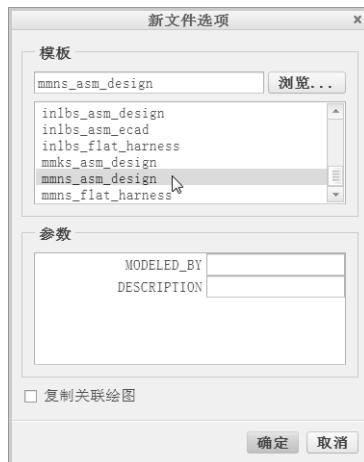 新文件选项 ×
模板
mmns_asm_design 浏览...
inlbs_asm_design
inlbs_asm_ecad
inlbs_flat_harness
mmks_asm_design
mmns_asm_design
mmns_flat_harness
参数
MODELED_BY
DESCRIPTION
复制关联绘图
确定 取消